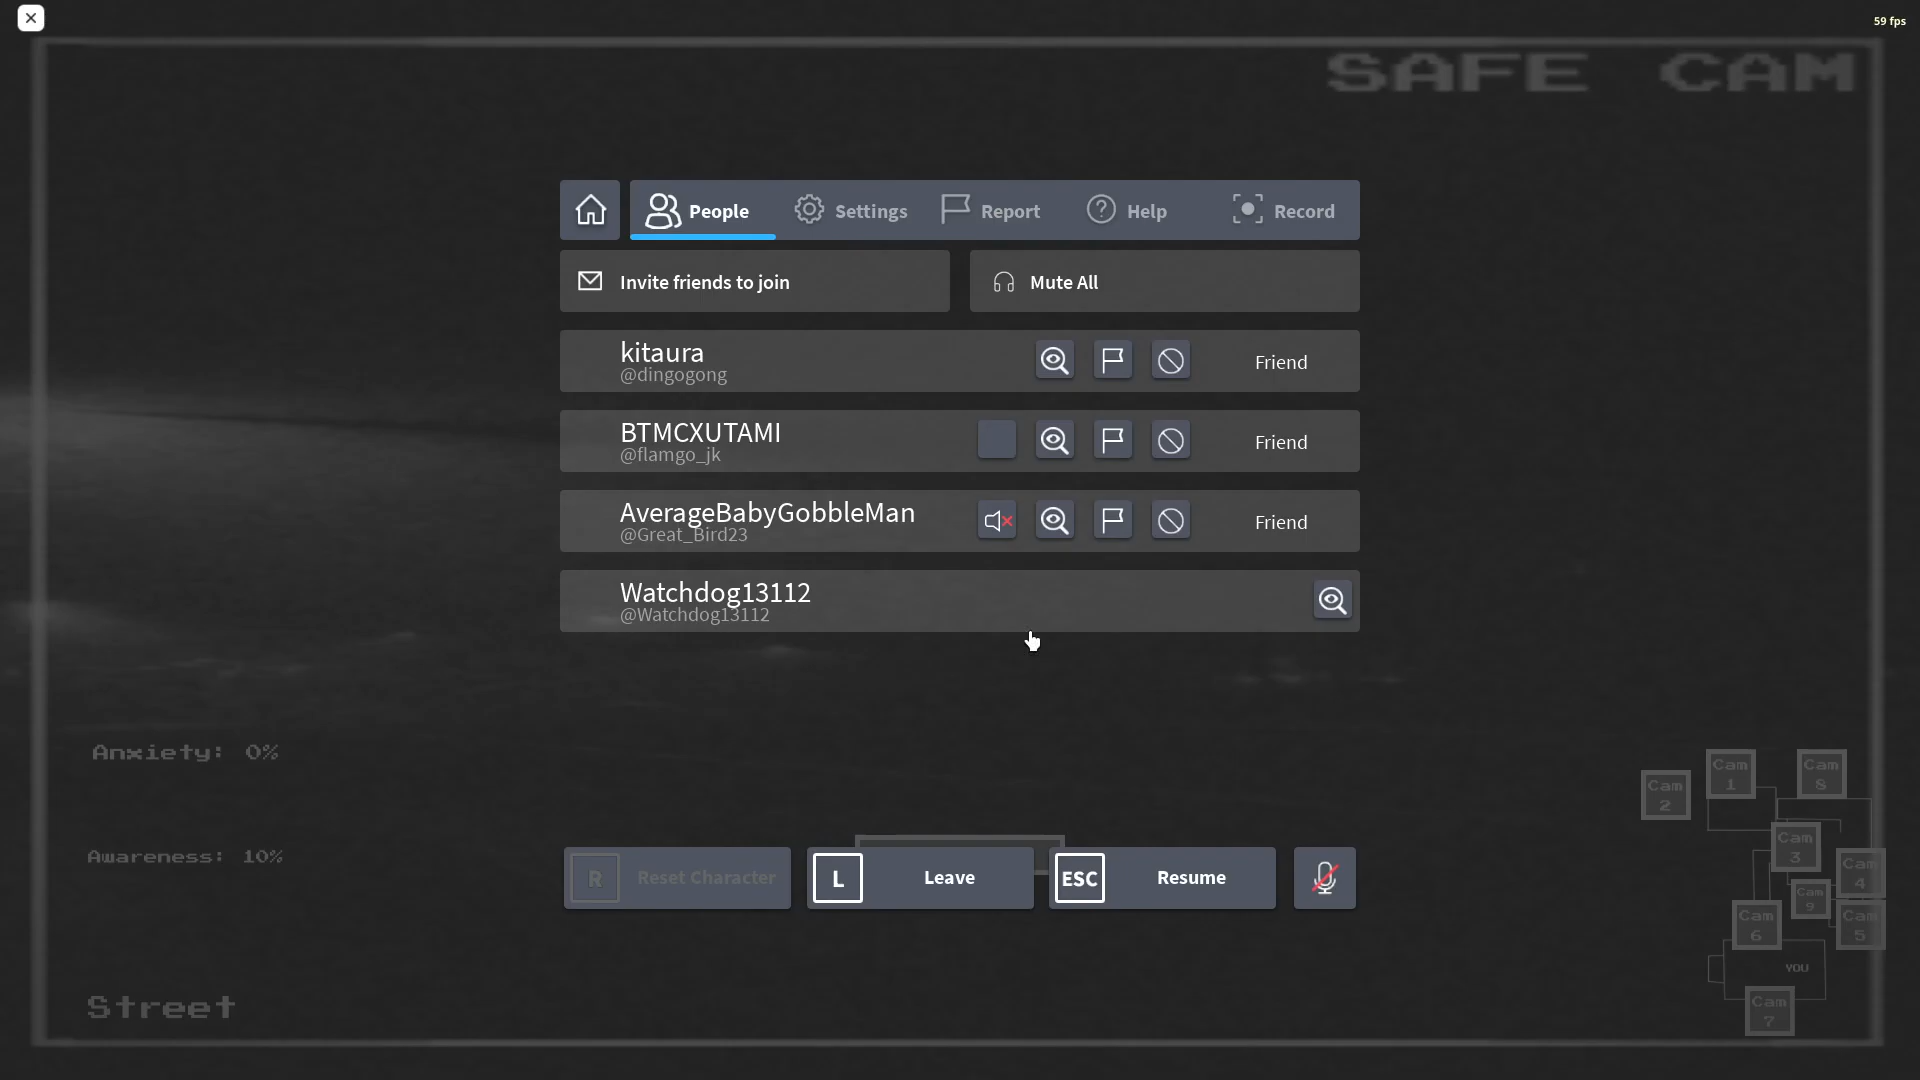 59 fps
SAFE CAM
People
Settings
Report
Help
Record
Invite friends to join
Mute All
kitaura
@dingogong
Friend
BTMCXUTAMI
@flamgo_jk
Friend
AverageBabyGobbleMan
@Great_Bird23
Friend
Watchdog13112
@Watchdog13112
Anxiety: 0%
Awareness: 10%
Street
R Reset Character
L Leave
ESC Resume
Cam 1
Cam 8
Cam 2
Cam 3
Cam 4
Cam 9
Cam 6
Cam 5
YOU
Cam 7